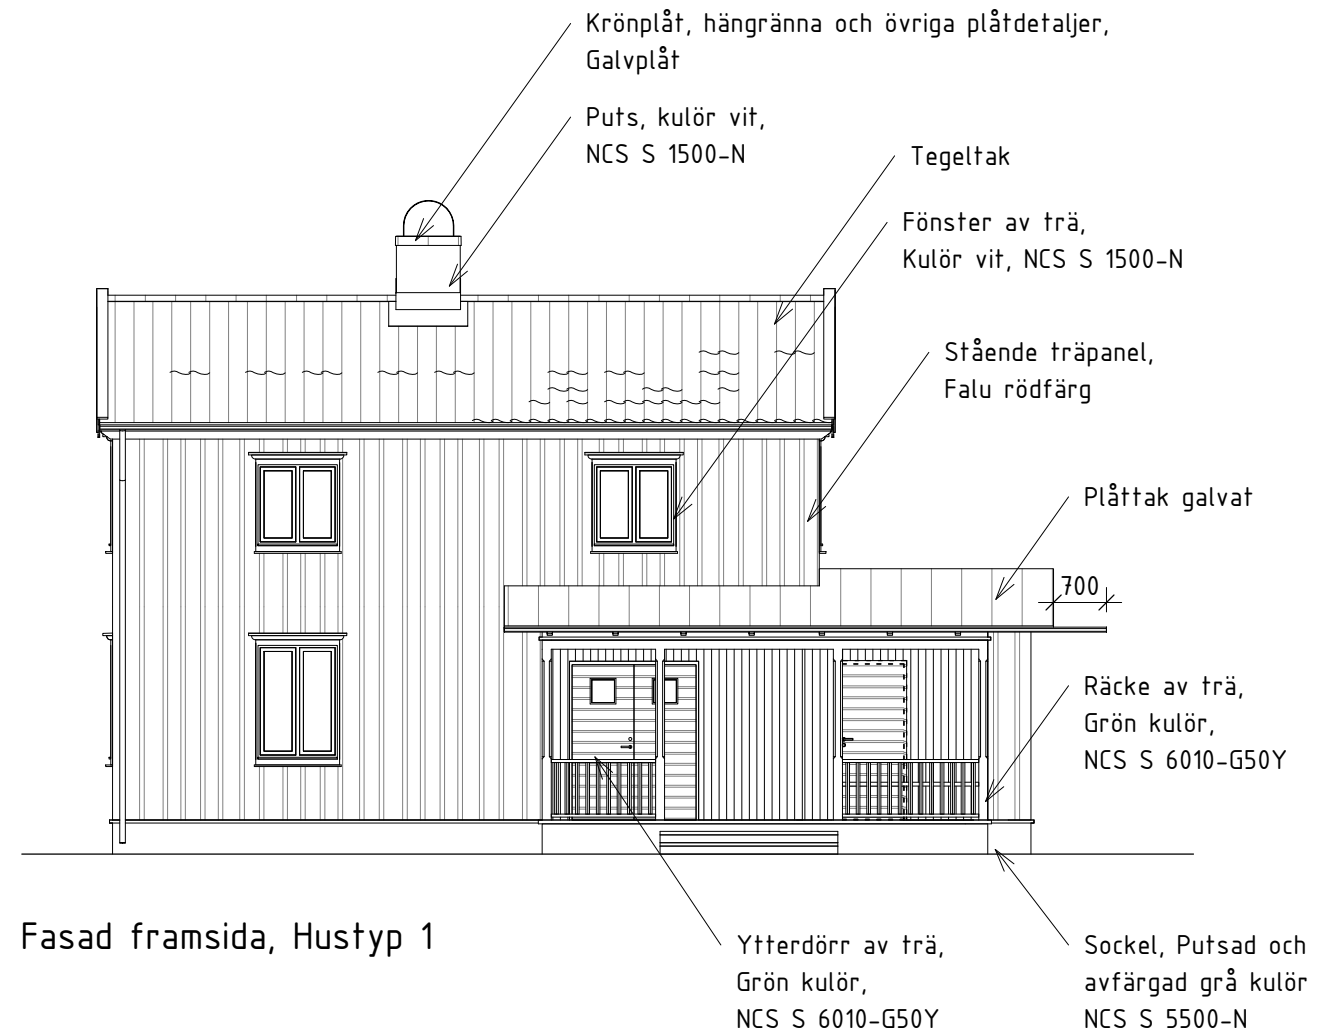 Krönplåt, hängränna och övriga plåtdetaljer,
Galvplåt
Puts, kulör vit,
NCS S 1500-N
Tegeltak
Fönster av trä,
Kulör vit, NCS S 1500-N
Stående träpanel,
Falu rödfärg
Plåttak galvat
700
Räcke av trä,
Grön kulör,
NCS S 6010-G50Y
Fasad framsida, Hustyp 1
Ytterdörr av trä,
Grön kulör,
NCS S 6010-G50Y
Sockel, Putsad och
avfärgad grå kulör
NCS S 5500-N